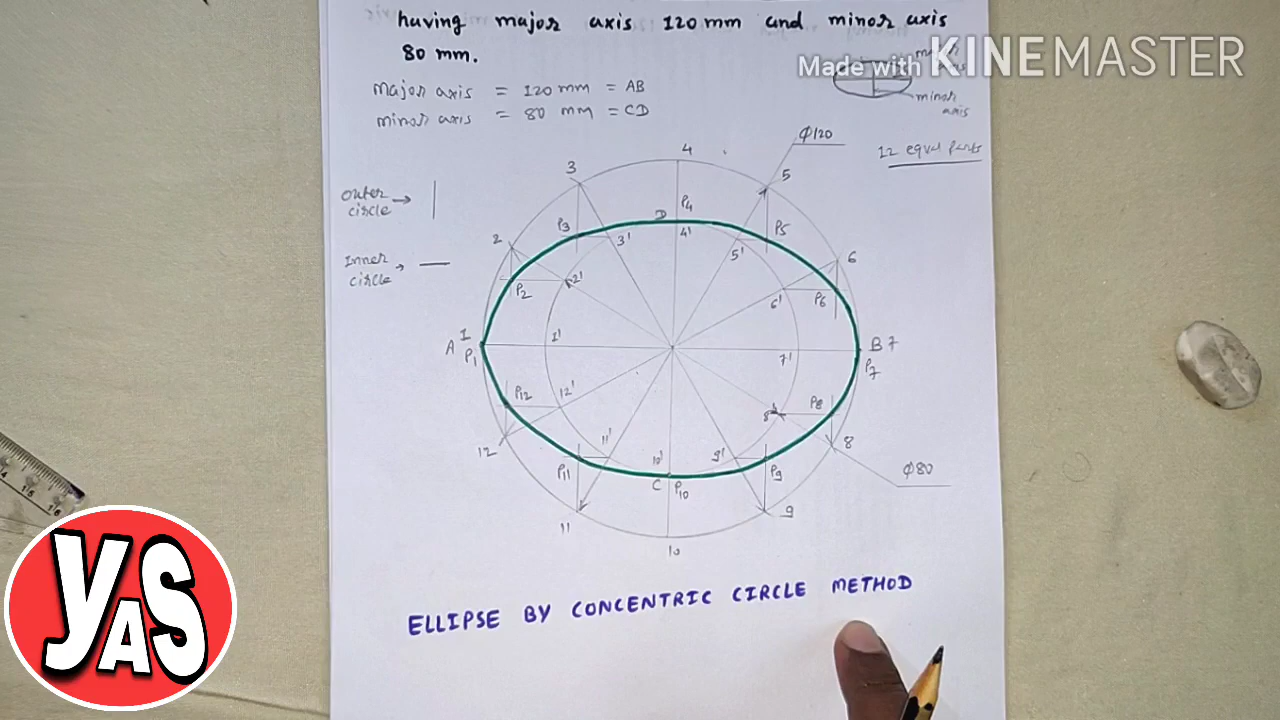 having major axis 120 mm and minor axis
80 mm.
Made with KINEMASTER
major axis = 120 mm = AB
minor axis = 80 mm = CD
minor
axis
12 equal parts
Outer
circle →
Inner
circle →
Φ120
4
3
5
2
6
D P4
P3
P5
3'
4'
5'
P2
2'
6'
P6
A
1
P1
1'
7'
B 7
P7
P12
12'
8'
P8
12
11'
10'
9'
8
P11
C P10
P9
Φ80
11
9
10
ELLIPSE BY CONCENTRIC CIRCLE METHOD
YAS